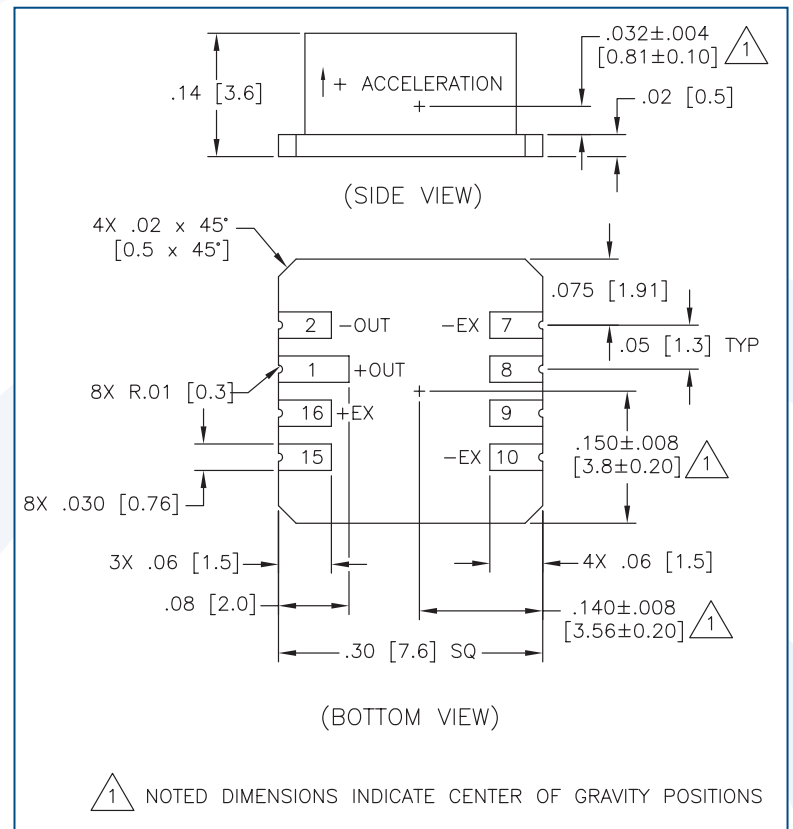 .032±.004
[0.81±0.10] 1
.14 [3.6]
+ ACCELERATION
.02 [0.5]
(SIDE VIEW)
4X .02 x 45°
[0.5 x 45°]
.075 [1.91]
2 -OUT
-EX 7
.05 [1.3] TYP
1 +OUT
8
8X R.01 [0.3]
16 +EX
9
.150±.008
[3.8±0.20] 1
15
-EX 10
8X .030 [0.76]
3X .06 [1.5]
4X .06 [1.5]
.08 [2.0]
.140±.008
[3.56±0.20] 1
.30 [7.6] SQ
(BOTTOM VIEW)
1 NOTED DIMENSIONS INDICATE CENTER OF GRAVITY POSITIONS